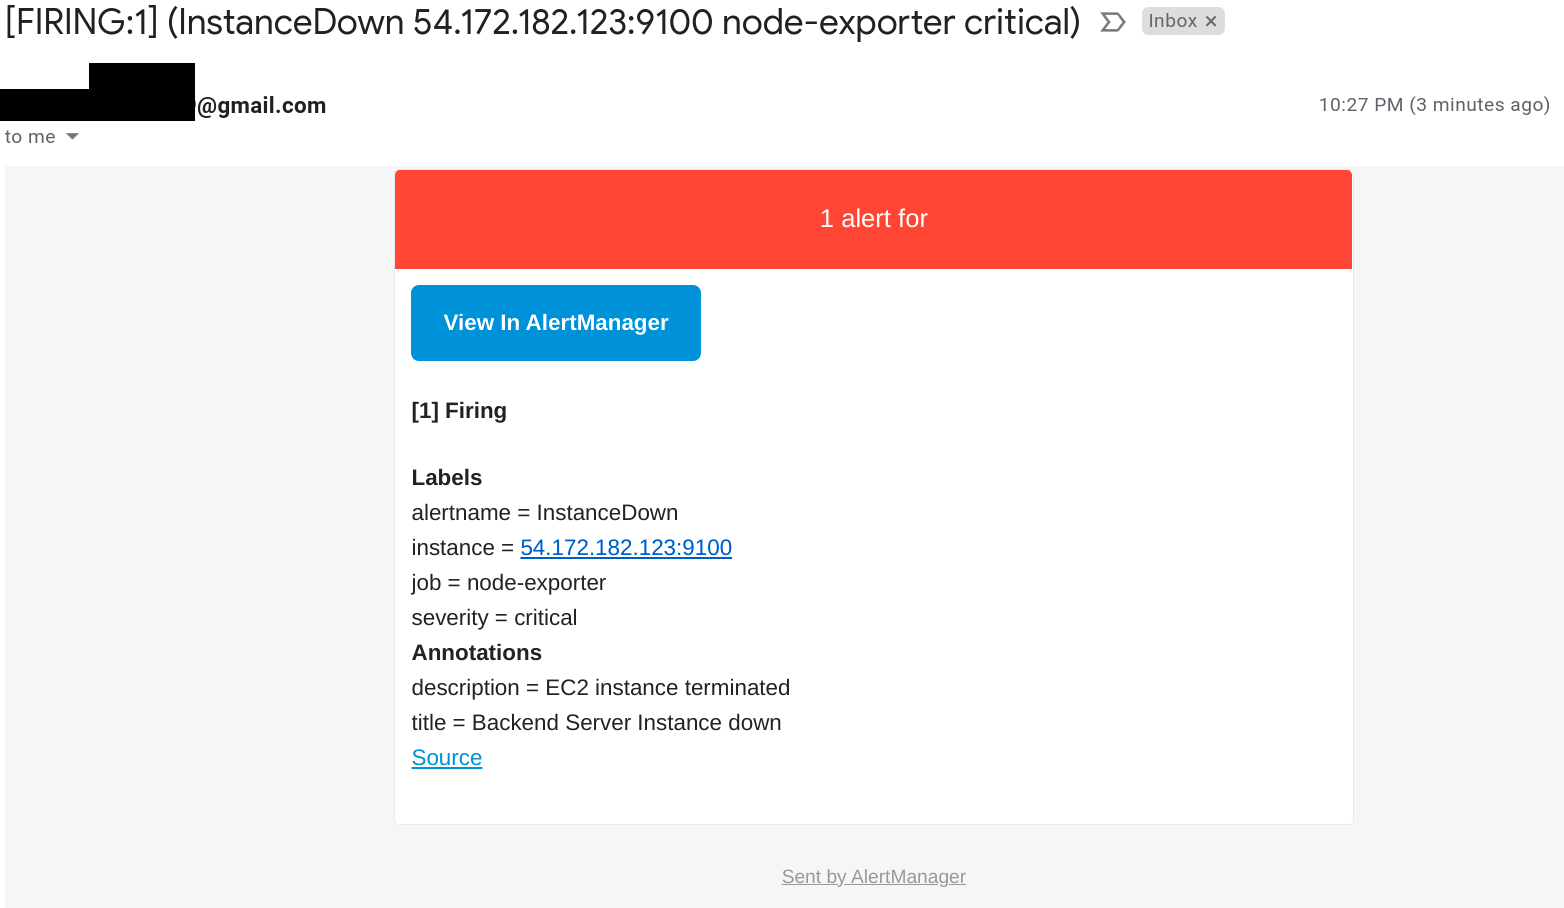 [FIRING:1] (InstanceDown 54.172.182.123:9100 node-exporter critical) Inbox ×
@gmail.com 10:27 PM (3 minutes ago)
to me
1 alert for
View In AlertManager
[1] Firing
Labels
alertname = InstanceDown
instance = 54.172.182.123:9100
job = node-exporter
severity = critical
Annotations
description = EC2 instance terminated
title = Backend Server Instance down
Source
Sent by AlertManager